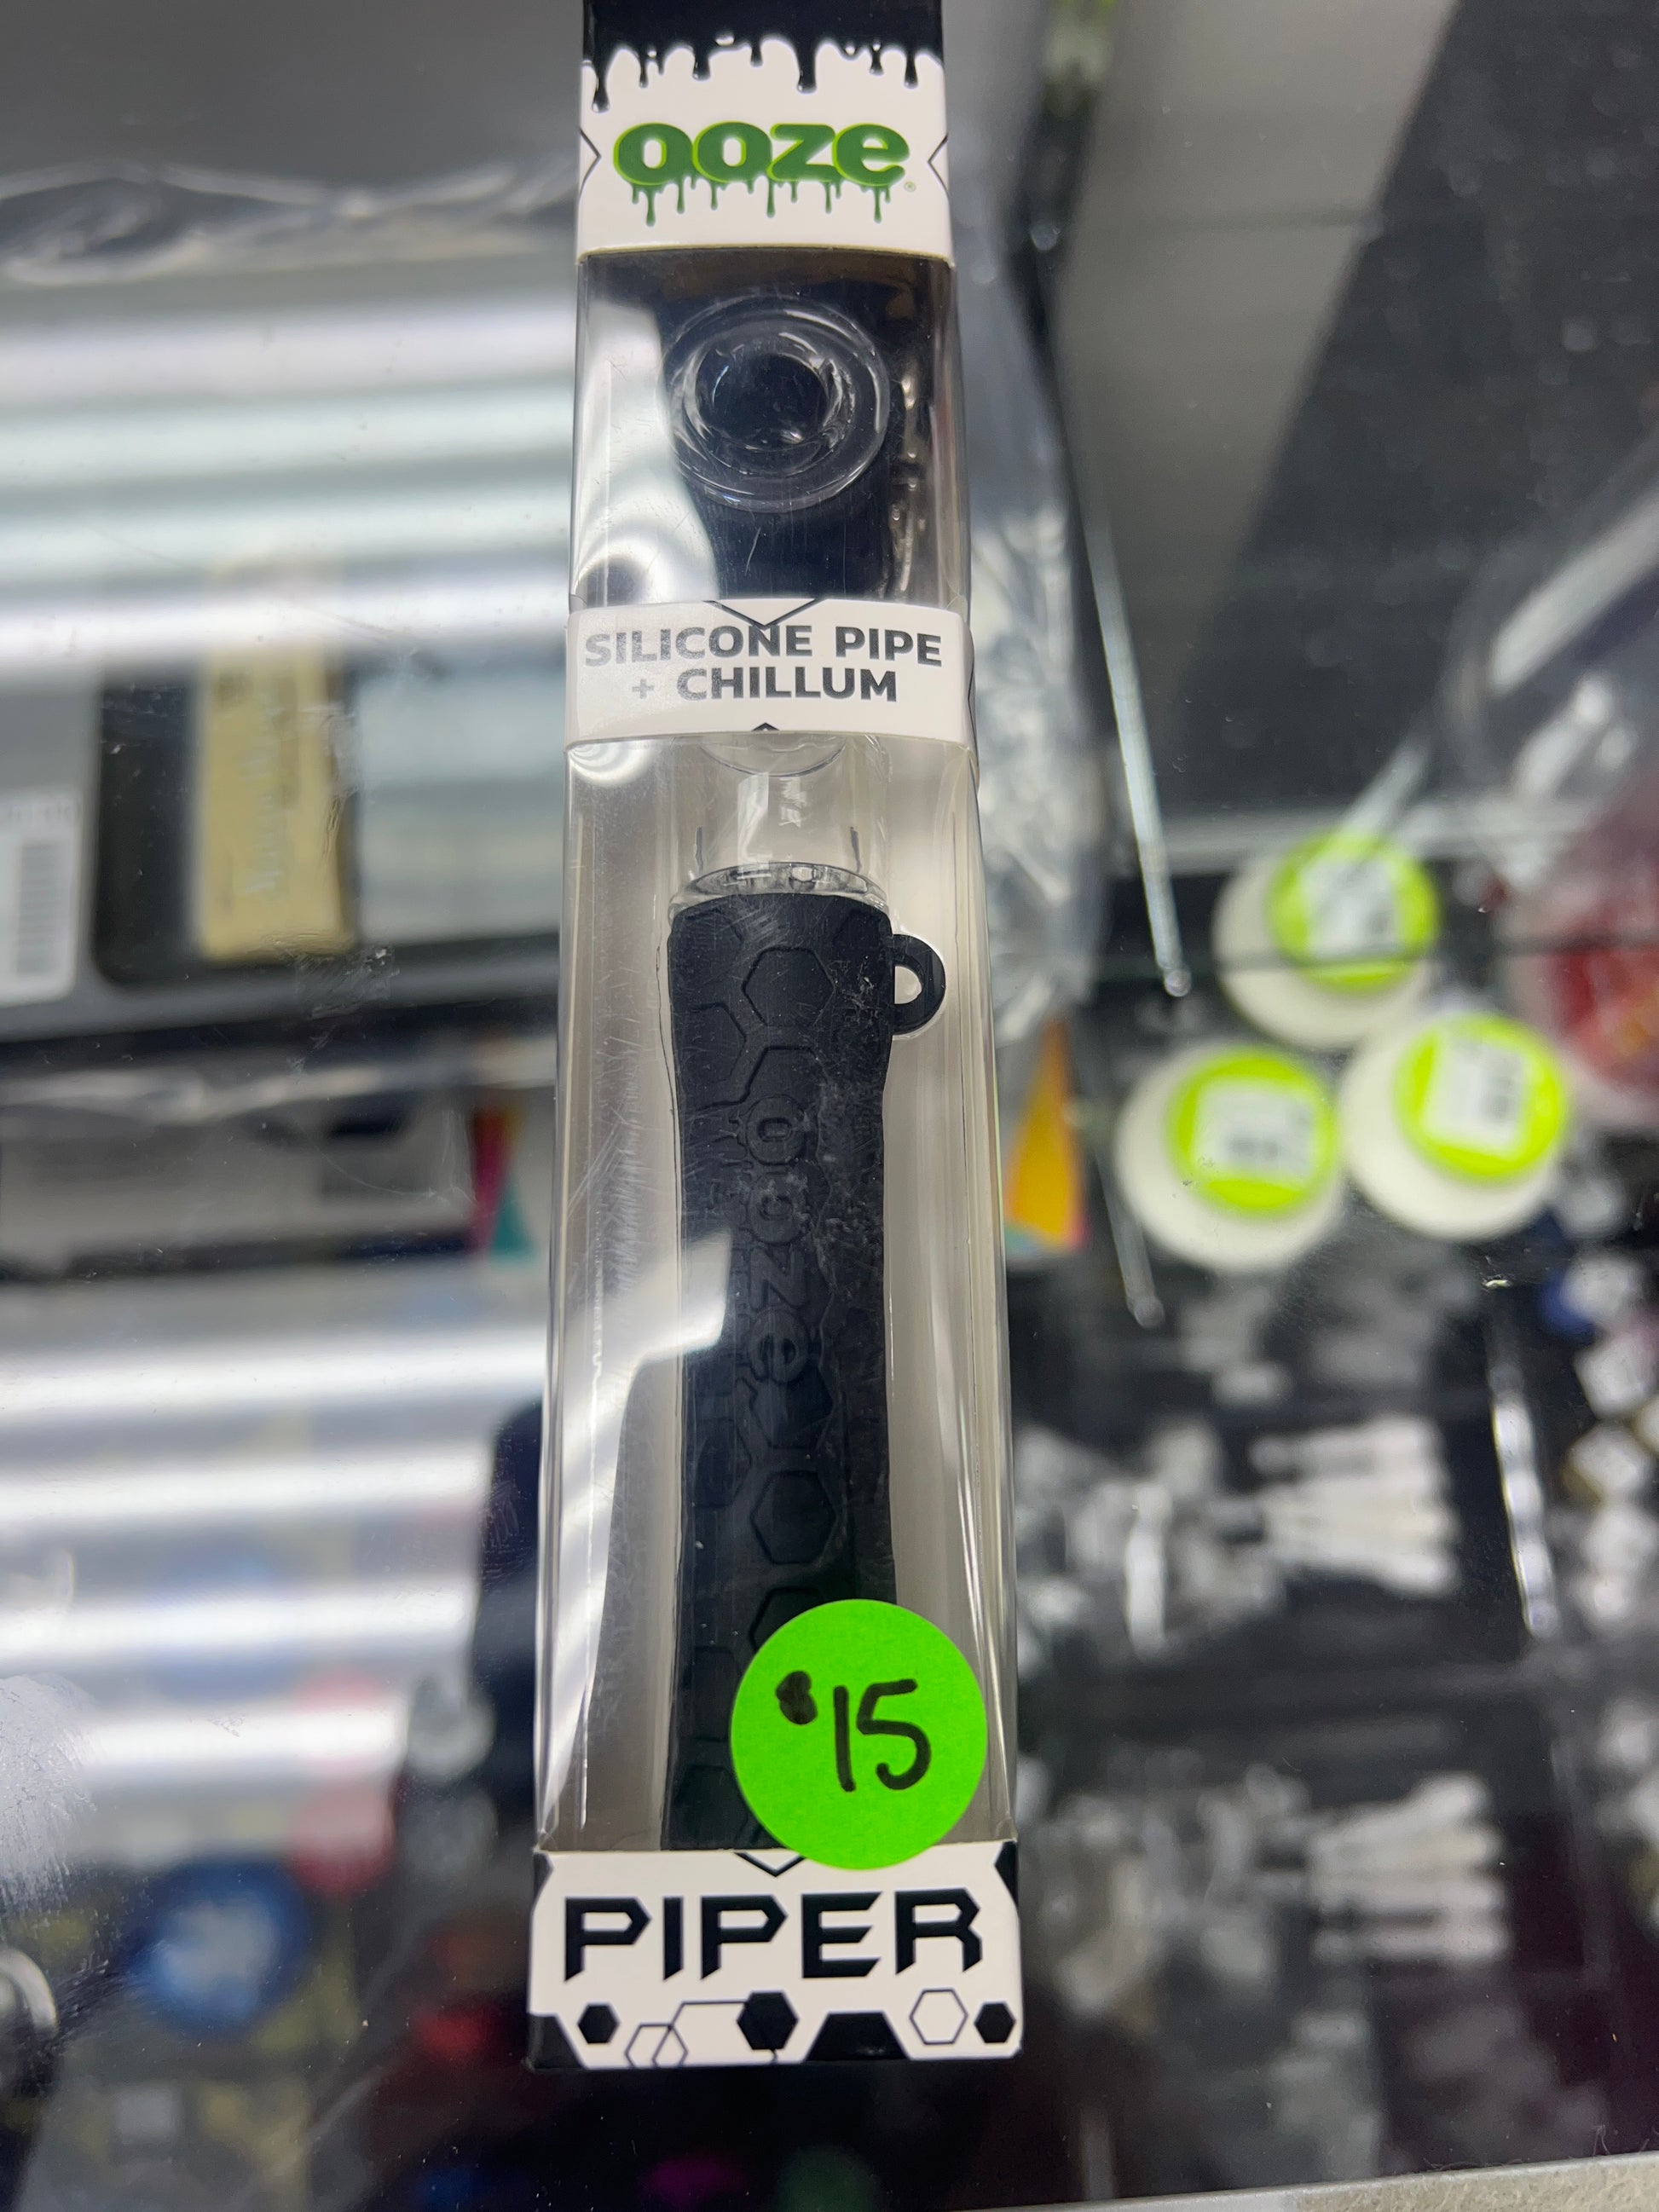 ooze
SILICONE PIPE
+ CHILLUM
ooze
$15
PIPER